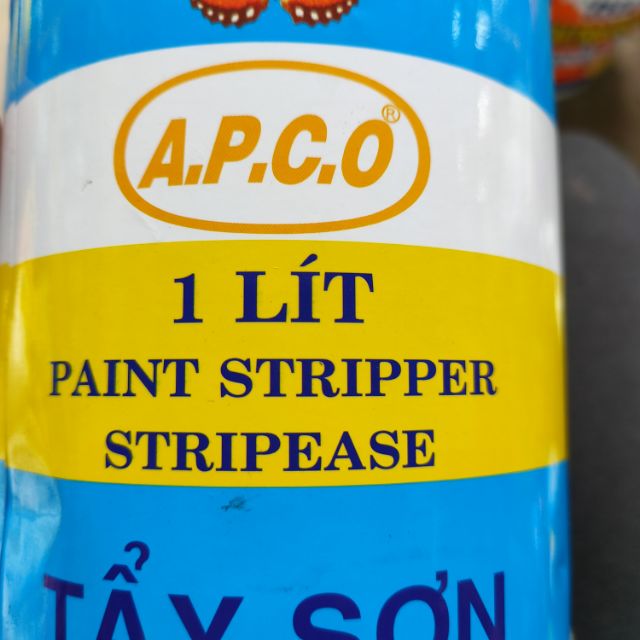 A.P.C.O®
1 LÍT
PAINT STRIPPER
STRIPEASE
TẨY SƠN